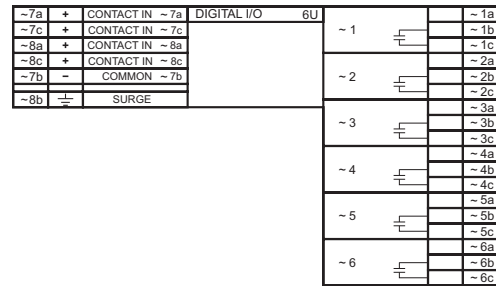 ~7a + CONTACT IN ~7a DIGITAL I/O 6U
~7c + CONTACT IN ~7c
~8a + CONTACT IN ~8a
~8c + CONTACT IN ~8c
~7b – COMMON ~7b
~8b SURGE
~1 ~1a
~1b
~1c
~2 ~2a
~2b
~2c
~3 ~3a
~3b
~3c
~4 ~4a
~4b
~4c
~5 ~5a
~5b
~5c
~6 ~6a
~6b
~6c